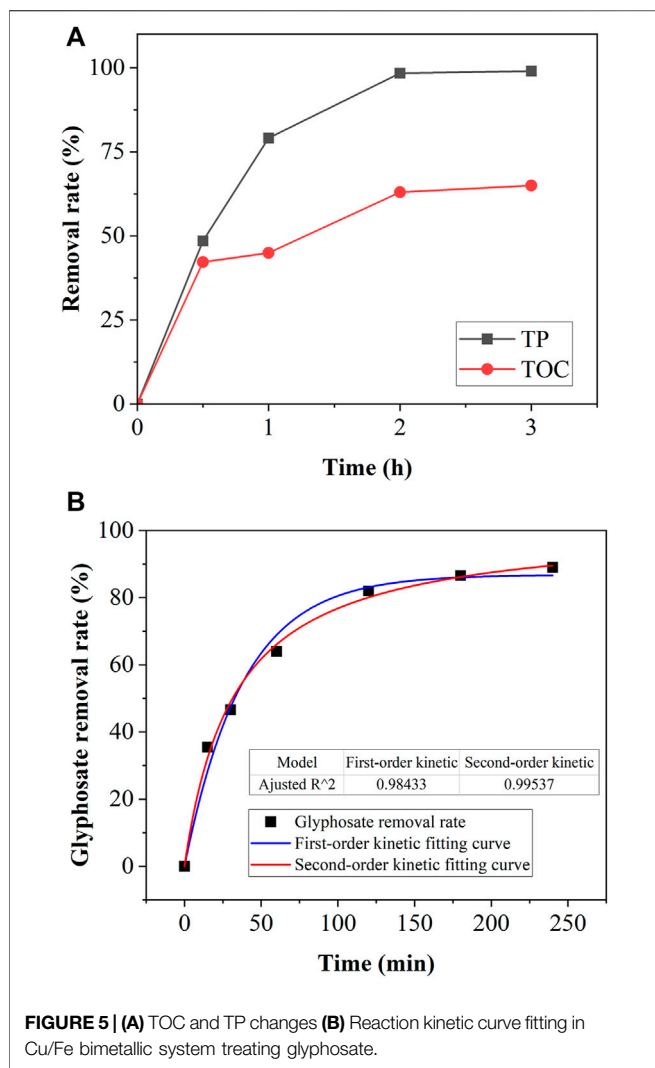 A
100
75
50
25
0
Removal rate (%)
TP
TOC
0
1
2
3
Time (h)
B
100
80
60
40
20
0
Glyphosate removal rate (%)
Model First-order kinetic Second-order kinetic
Ajusted R^2 0.98433 0.99537
Glyphosate removal rate
First-order kinetic fitting curve
Second-order kinetic fitting curve
0
50
100
150
200
250
Time (min)
FIGURE 5 | (A) TOC and TP changes (B) Reaction kinetic curve fitting in
Cu/Fe bimetallic system treating glyphosate.